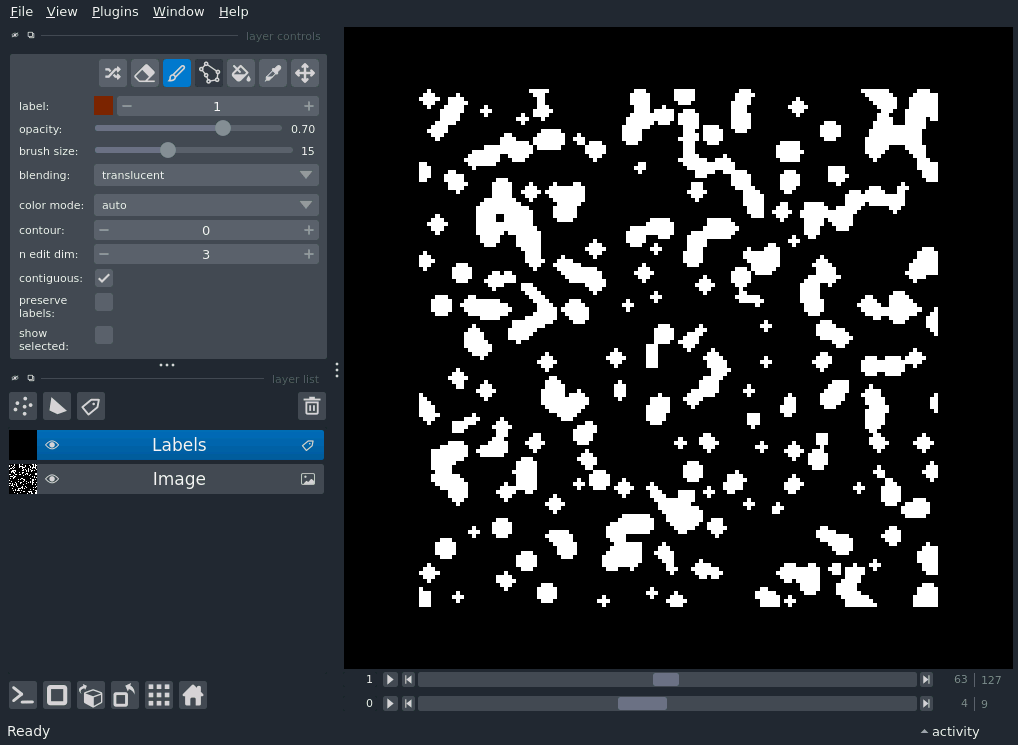 File View Plugins Window Help
layer controls
label: 1
opacity: 0.70
brush size: 15
blending: translucent
color mode: auto
contour: 0
n edit dim: 3
contiguous:
preserve
labels:
show
selected:
layer list
Labels
Image
1 63 127
0 4 9
Ready activity